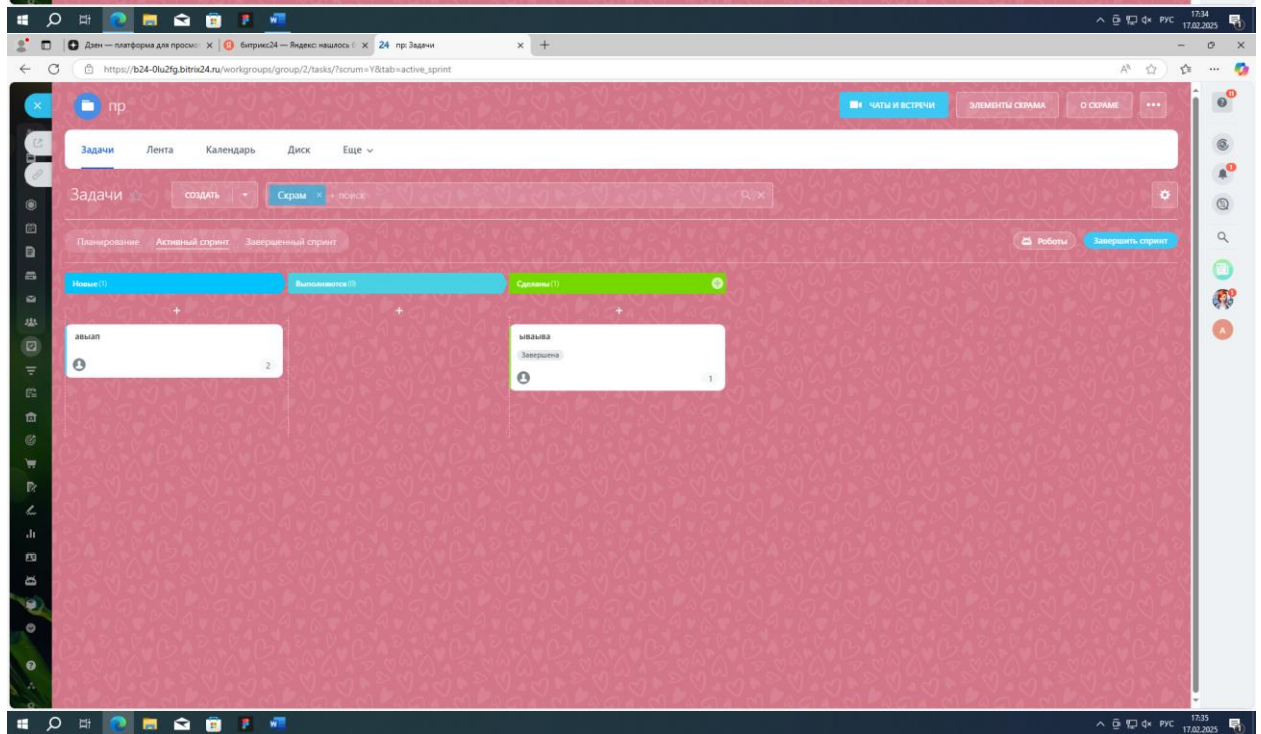 РУС 17:34
17.02.2025
Дзен — платформа для просмо
битрикс24 — Яндекс: нашлось
24 пр: Задачи
https://b24-0lu2fg.bitrix24.ru/workgroups/group/2/tasks/?scrum=Y&tab=active_sprint
пр
ЧАТЫ И ВСТРЕЧИ
ЭЛЕМЕНТЫ СКРАМА
О СКРАМЕ
Задачи Лента Календарь Диск Еще
Задачи
СОЗДАТЬ
Скрам × + поиск
Планирование Активный спринт Завершенный спринт
Роботы
Завершить спринт
Новые (1)
Выполняются (0)
Сделаны (1)
авыап
2
ываыва
Завершена
1
A
РУС 17:35
17.02.2025